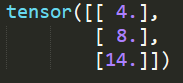 tensor([[ 4.],
        [ 8.],
        [14.]])